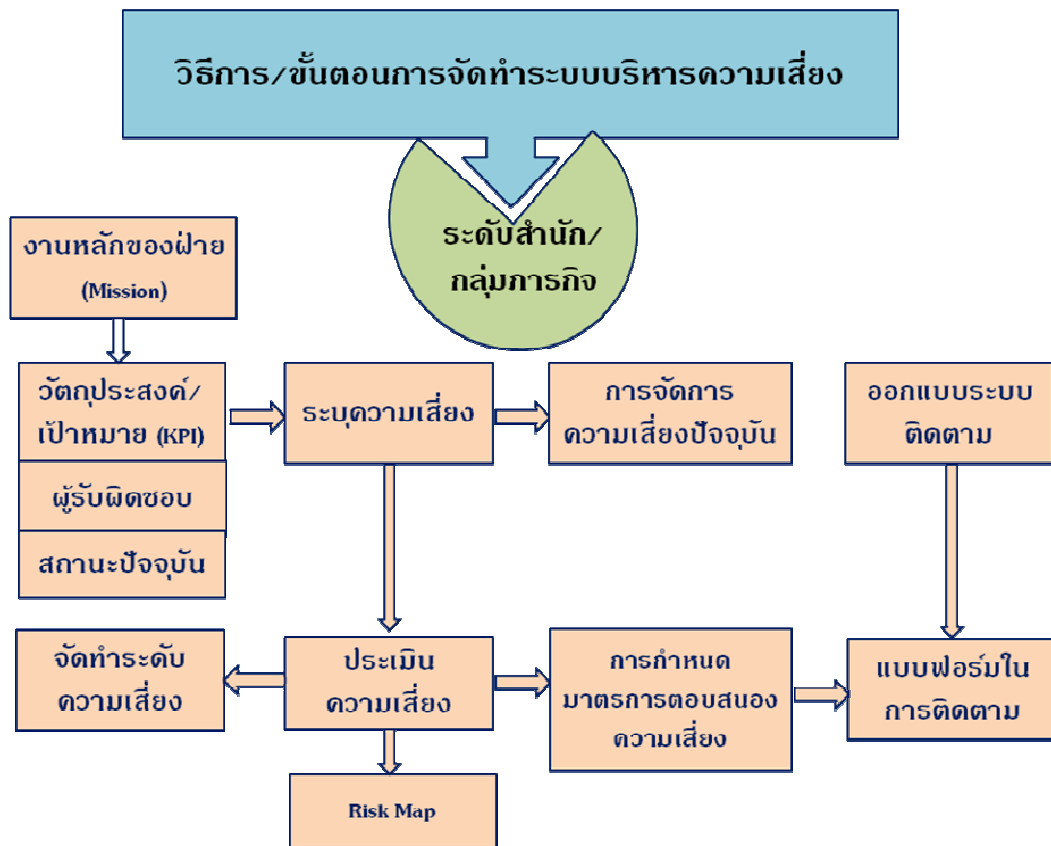 วิธีการ/ขั้นตอนการจัดทำระบบบริหารความเสี่ยง
ระดับสำนัก/
กลุ่มภารกิจ
งานหลักของฝ่าย
(Mission)
วัตถุประสงค์/
เป้าหมาย (KPI)
ผู้รับผิดชอบ
สถานะปัจจุบัน
ระบุความเสี่ยง
การจัดการ
ความเสี่ยงปัจจุบัน
ออกแบบระบบ
ติดตาม
จัดทำระดับ
ความเสี่ยง
ประเมิน
ความเสี่ยง
การกำหนด
มาตรการตอบสนอง
ความเสี่ยง
แบบฟอร์มใน
การติดตาม
Risk Map